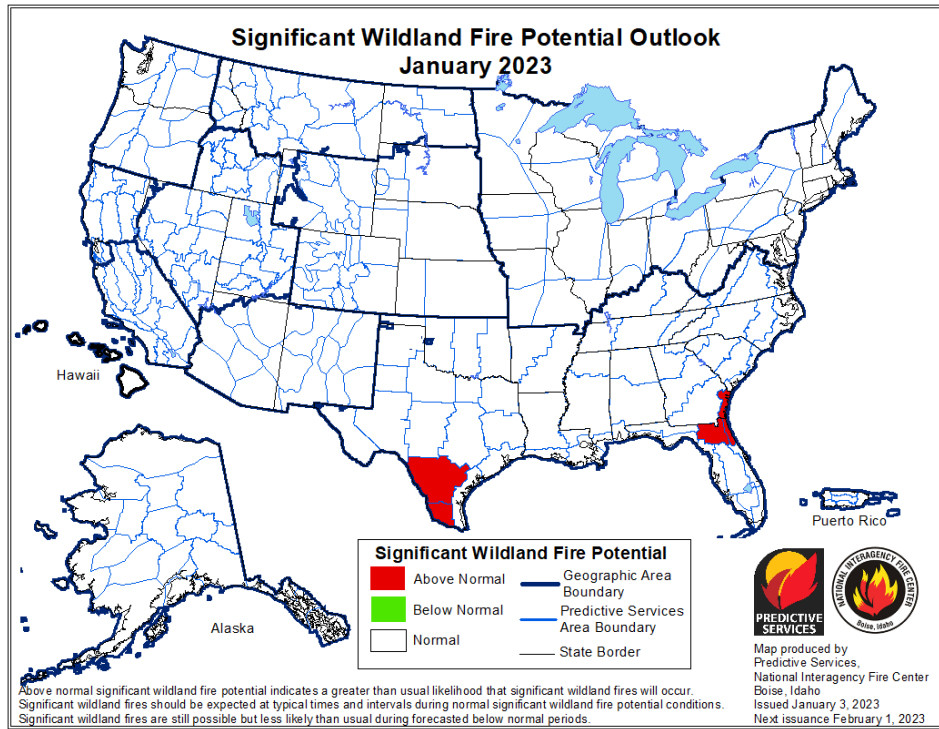 Significant Wildland Fire Potential Outlook
January 2023
Hawaii
Alaska
Puerto Rico
Significant Wildland Fire Potential
Above Normal
Below Normal
Normal
Geographic Area
Boundary
Predictive Services
Area Boundary
State Border
PREDICTIVE
SERVICES
NATIONAL INTERAGENCY FIRE CENTER
Boise, Idaho
Map produced by
Predictive Services,
National Interagency Fire Center
Boise, Idaho
Issued January 3, 2023
Next issuance February 1, 2023
Above normal significant wildland fire potential indicates a greater than usual likelihood that significant wildland fires will occur.
Significant wildland fires should be expected at typical times and intervals during normal significant wildland fire potential conditions.
Significant wildland fires are still possible but less likely than usual during forecasted below normal periods.